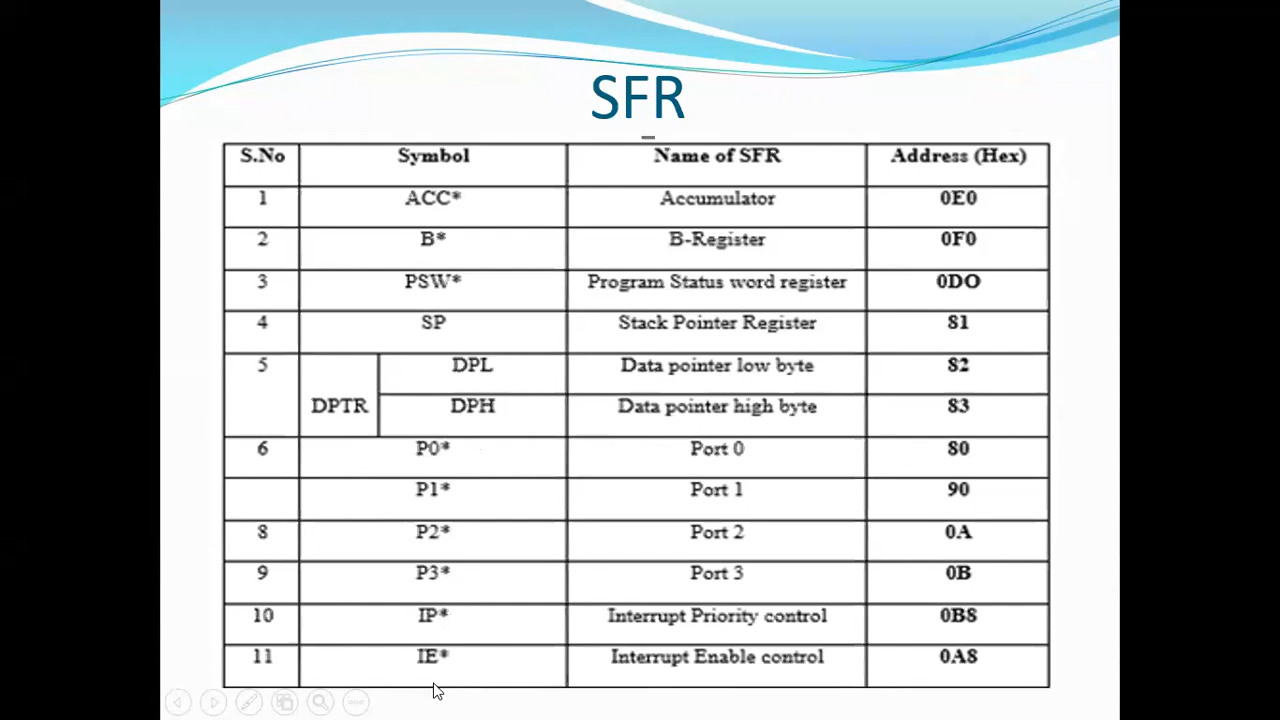 SFR
S.No Symbol Name of SFR Address (Hex)
1 ACC* Accumulator 0E0
2 B* B-Register 0F0
3 PSW* Program Status word register 0DO
4 SP Stack Pointer Register 81
5 DPTR DPL Data pointer low byte 82
DPH Data pointer high byte 83
6 P0* Port 0 80
P1* Port 1 90
8 P2* Port 2 0A
9 P3* Port 3 0B
10 IP* Interrupt Priority control 0B8
11 IE* Interrupt Enable control 0A8